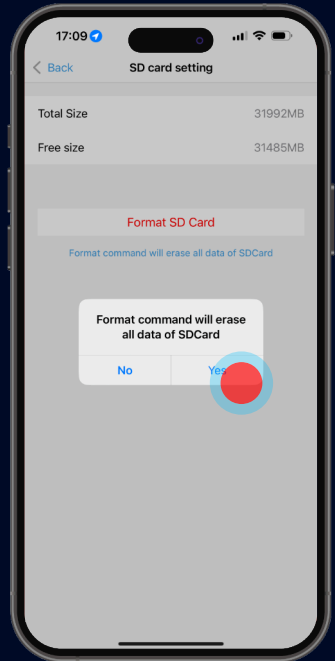 17:09
Back SD card setting
Total Size 31992MB
Free size 31485MB
Format SD Card
Format command will erase all data of SDCard
Format command will erase
all data of SDCard
No Yes